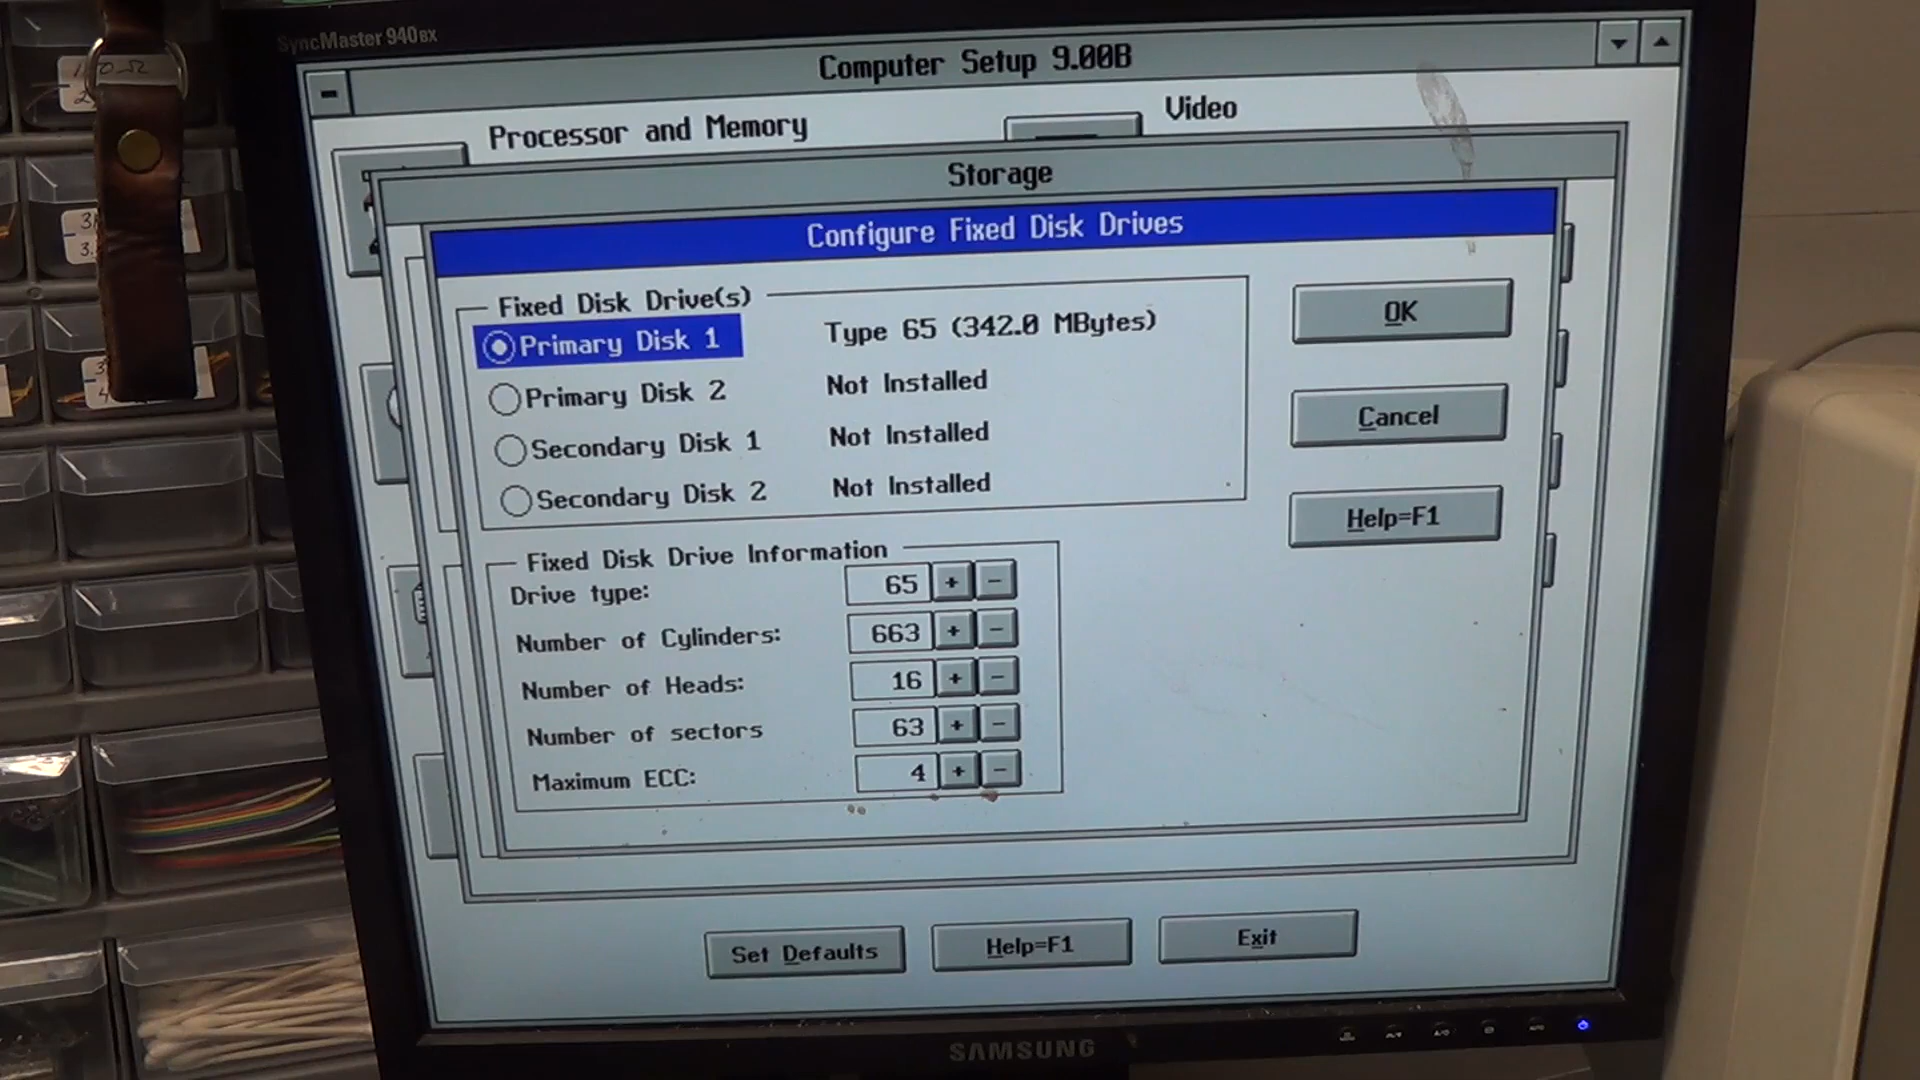 SyncMaster 940BX
Computer Setup 9.00B
Processor and Memory
Video
Storage
Configure Fixed Disk Drives
Fixed Disk Drive(s)
Primary Disk 1 Type 65 (342.0 MBytes)
Primary Disk 2 Not Installed
Secondary Disk 1 Not Installed
Secondary Disk 2 Not Installed
OK
Cancel
Help=F1
Fixed Disk Drive Information
Drive type: 65 + -
Number of Cylinders: 663 + -
Number of Heads: 16 + -
Number of sectors 63 + -
Maximum ECC: 4 + -
Set Defaults Help=F1 Exit
SAMSUNG